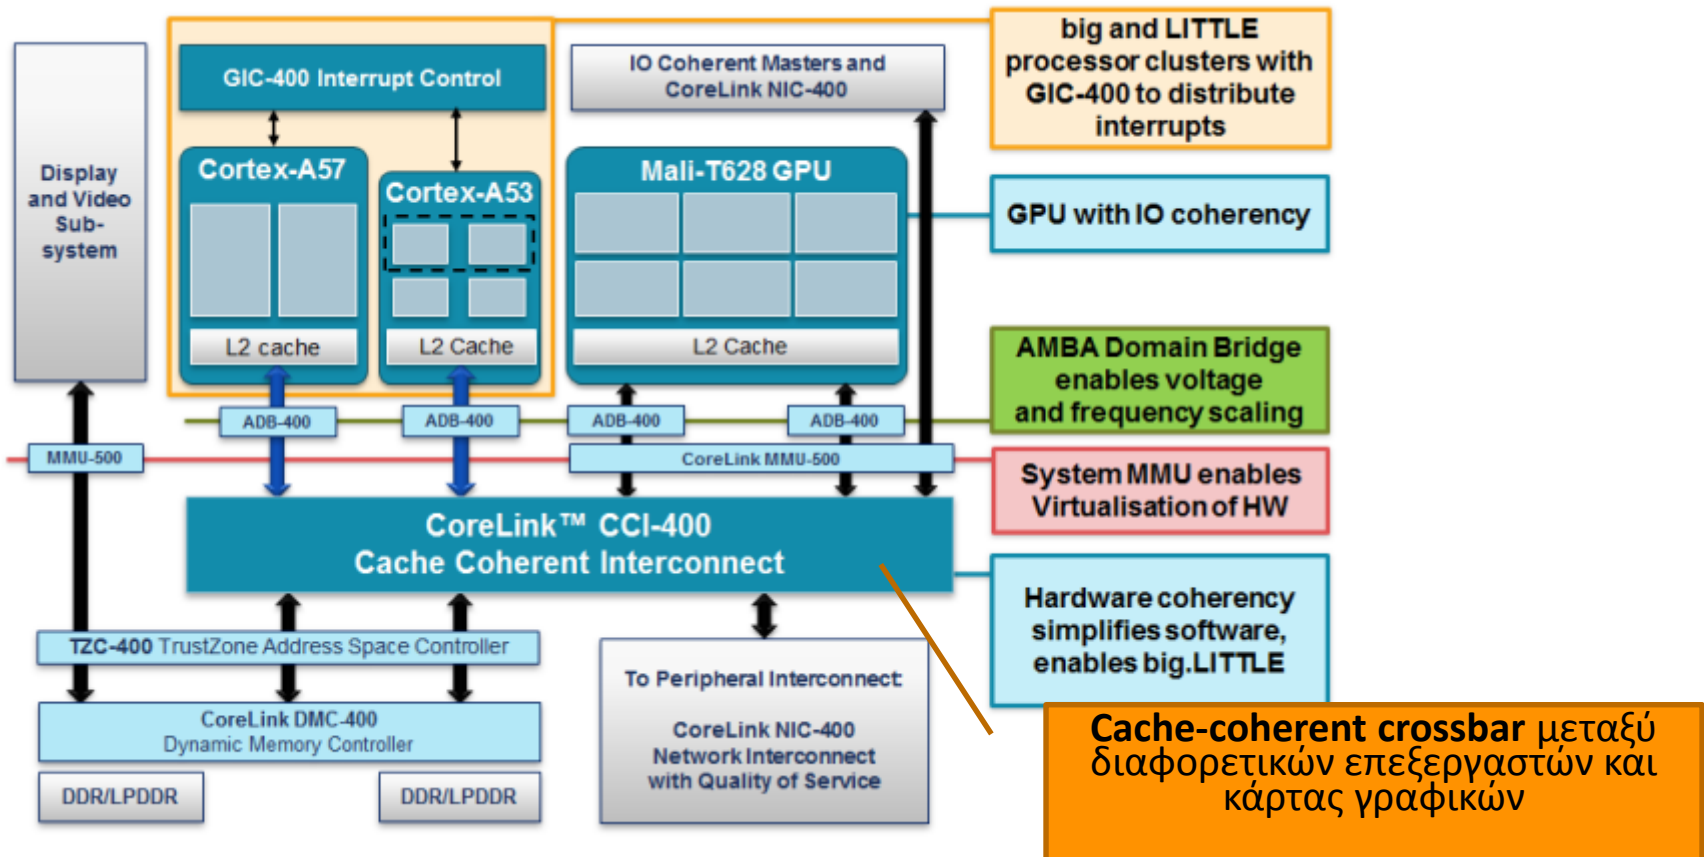 GIC-400 Interrupt Control
IO Coherent Masters and
CoreLink NIC-400
big and LITTLE
processor clusters with
GIC-400 to distribute
interrupts
Display
and Video
Sub-
system
Cortex-A57
L2 cache
Cortex-A53
L2 Cache
Mali-T628 GPU
L2 Cache
GPU with IO coherency
ADB-400
ADB-400
ADB-400
ADB-400
AMBA Domain Bridge
enables voltage
and frequency scaling
MMU-500
CoreLink MMU-500
System MMU enables
Virtualisation of HW
CoreLink™ CCI-400
Cache Coherent Interconnect
Hardware coherency
simplifies software,
enables big.LITTLE
TZC-400 TrustZone Address Space Controller
CoreLink DMC-400
Dynamic Memory Controller
DDR/LPDDR
DDR/LPDDR
To Peripheral Interconnect:
CoreLink NIC-400
Network Interconnect
with Quality of Service
Cache-coherent crossbar μεταξύ
διαφορετικών επεξεργαστών και
κάρτας γραφικών